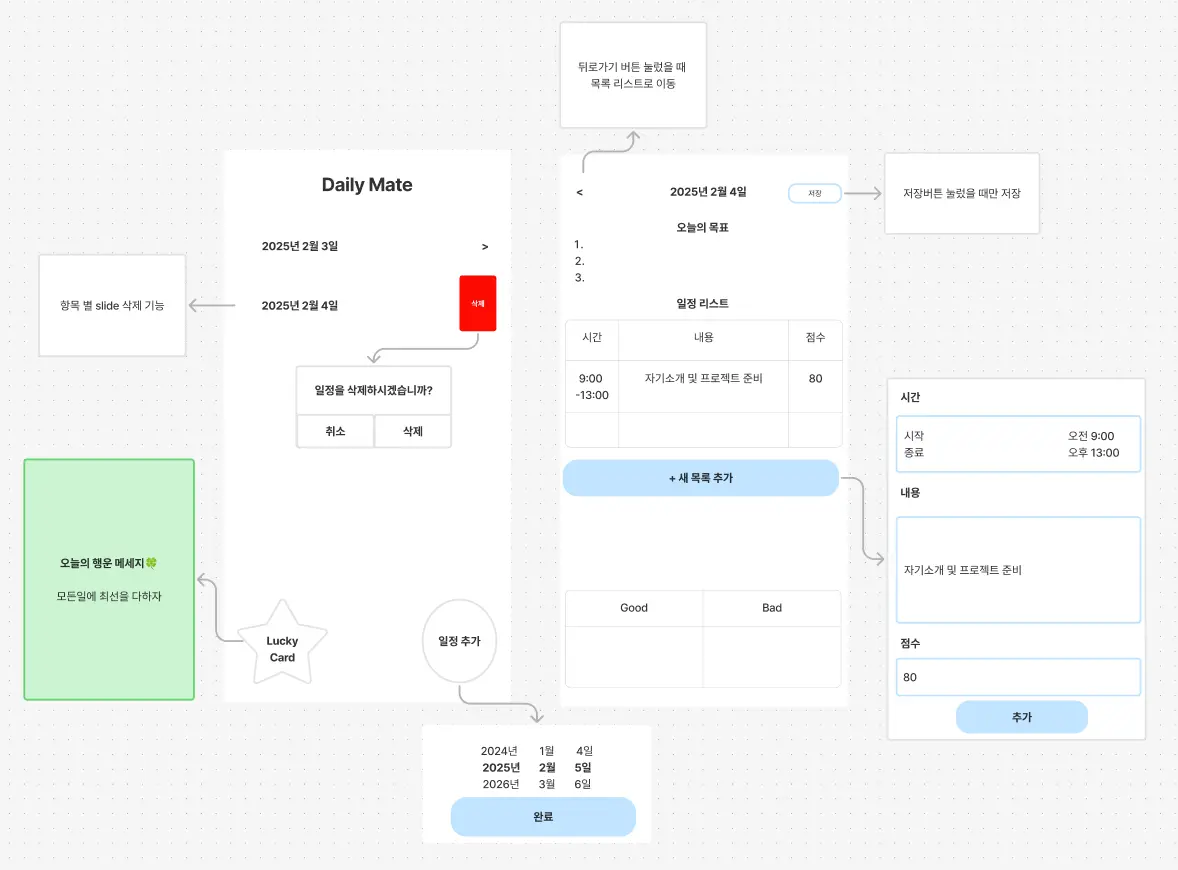 뒤로가기 버튼 눌렀을 때
목록 리스트로 이동
Daily Mate
2025년 2월 3일
>
2025년 2월 4일
삭제
항목 별 slide 삭제 기능
일정을 삭제하시겠습니까?
취소
삭제
오늘의 행운 메세지🍀
모든일에 최선을 다하자
Lucky
Card
일정 추가
2024년 1월 4일
2025년 2월 5일
2026년 3월 6일
완료
<
2025년 2월 4일
저장
저장버튼 눌렀을 때만 저장
오늘의 목표
1.
2.
3.
일정 리스트
시간 내용 점수
9:00 자기소개 및 프로젝트 준비 80
-13:00
+ 새 목록 추가
Good Bad
시간
시작 오전 9:00
종료 오후 13:00
내용
자기소개 및 프로젝트 준비
점수
80
추가